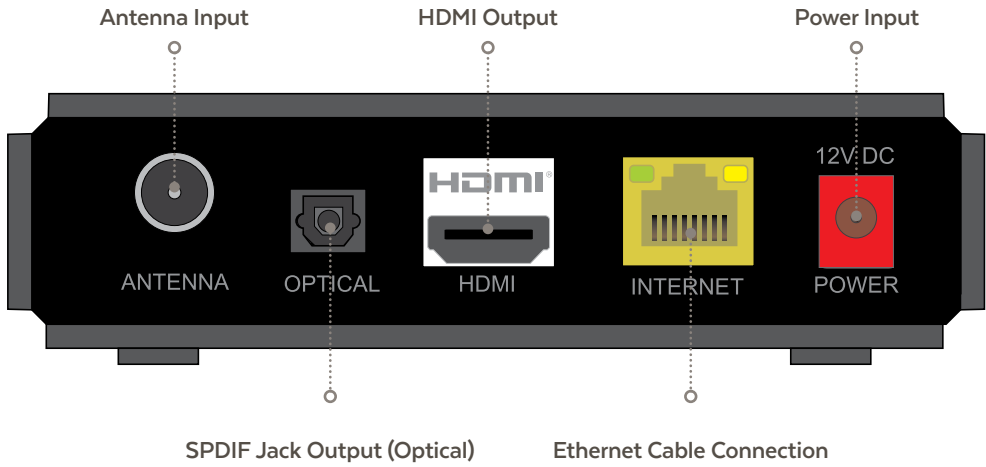 Antenna Input
HDMI Output
Power Input
12V DC
HDMI®
ANTENNA
OPTICAL
HDMI
INTERNET
POWER
SPDIF Jack Output (Optical)
Ethernet Cable Connection